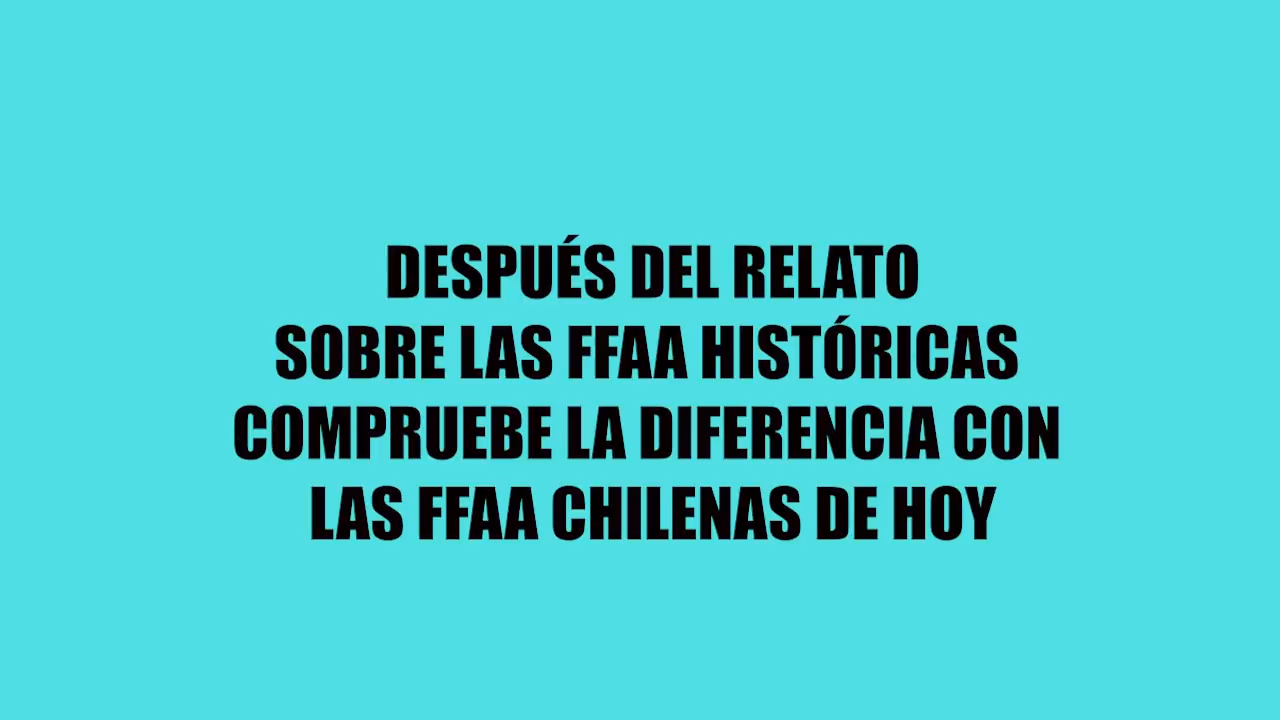 DESPUÉS DEL RELATO
SOBRE LAS FFAA HISTÓRICAS
COMPRUEBE LA DIFERENCIA CON
LAS FFAA CHILENAS DE HOY